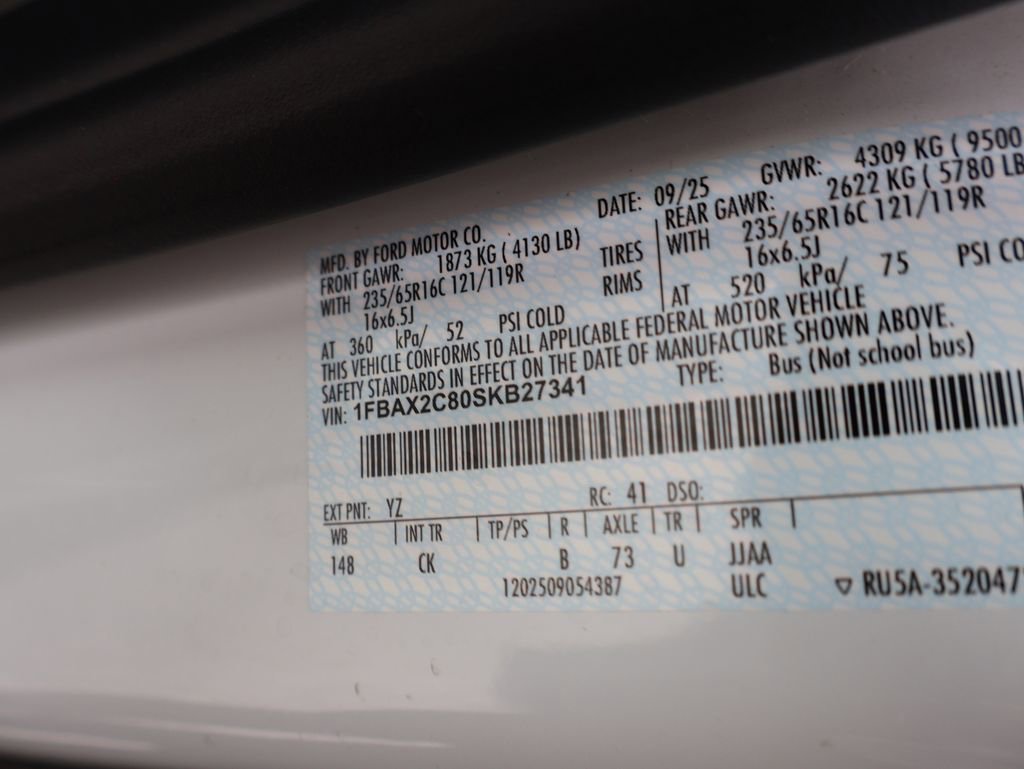 MFD. BY FORD MOTOR CO. DATE: 09/25 GVWR: 4309 KG ( 9500
FRONT GAWR: 1873 KG ( 4130 LB) REAR GAWR: 2622 KG ( 5780 LB
WITH 235/65R16C 121/119R TIRES WITH 235/65R16C 121/119R
16x6.5J RIMS 16x6.5J
AT 360 kPa/ 52 PSI COLD AT 520 kPa/ 75 PSI CO
THIS VEHICLE CONFORMS TO ALL APPLICABLE FEDERAL MOTOR VEHICLE
SAFETY STANDARDS IN EFFECT ON THE DATE OF MANUFACTURE SHOWN ABOVE.
VIN: 1FBAX2C80SKB27341 TYPE: Bus (Not school bus)
EXT PNT: YZ RC: 41 DSO:
WB INT TR TP/PS R AXLE TR SPR
148 CK B 73 U JJAA
1202509054387 ULC ▽ RU5A-352047